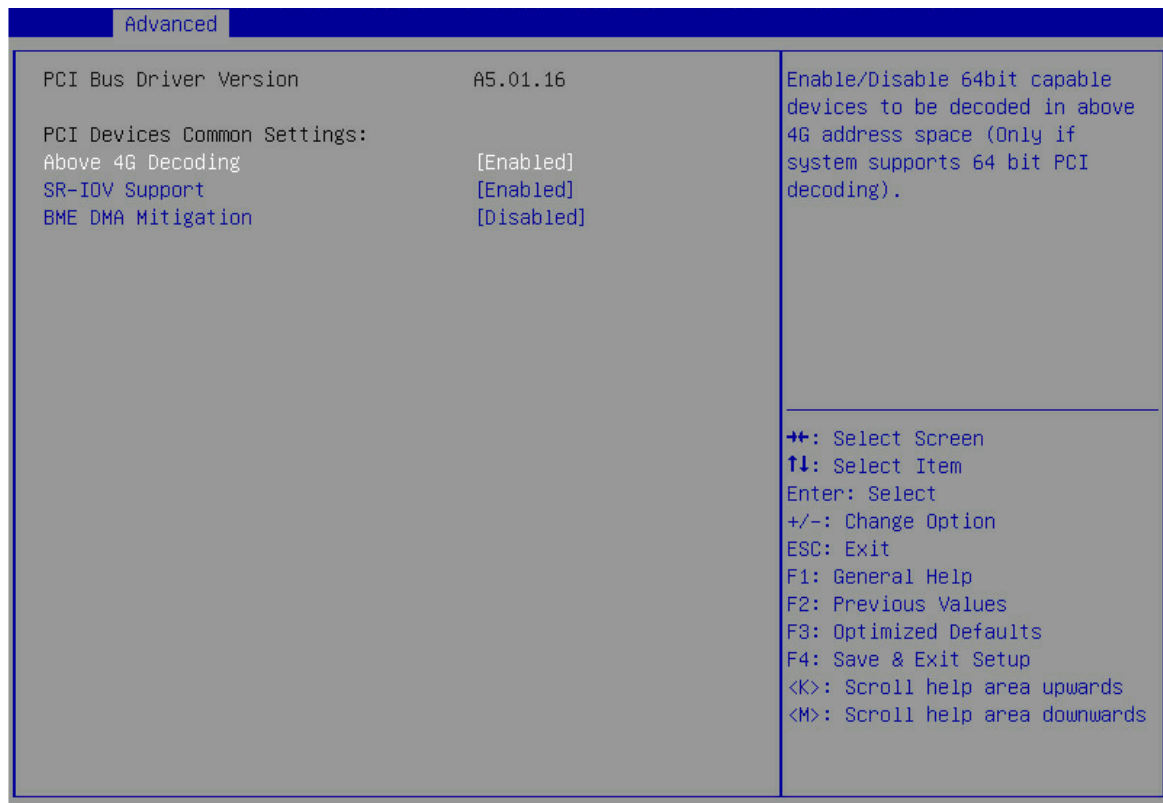 Advanced
PCI Bus Driver Version A5.01.16
PCI Devices Common Settings:
Above 4G Decoding [Enabled]
SR-IOV Support [Enabled]
BME DMA Mitigation [Disabled]
Enable/Disable 64bit capable
devices to be decoded in above
4G address space (Only if
system supports 64 bit PCI
decoding).
→←: Select Screen
↑↓: Select Item
Enter: Select
+/-: Change Option
ESC: Exit
F1: General Help
F2: Previous Values
F3: Optimized Defaults
F4: Save & Exit Setup
<K>: Scroll help area upwards
<M>: Scroll help area downwards